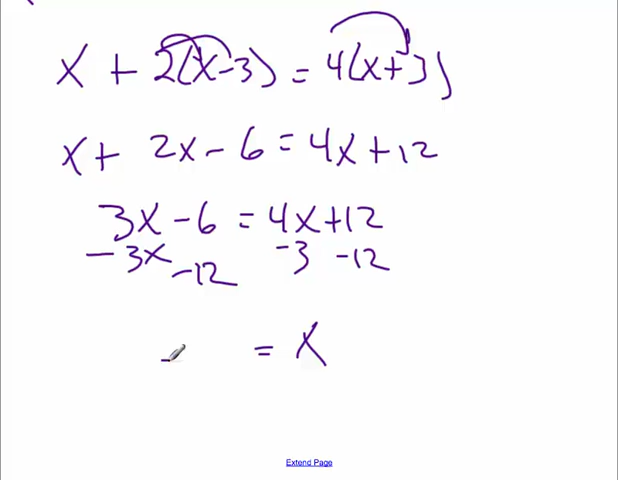 x + 2(x-3) = 4(x+3)
x + 2x - 6 = 4x + 12
3x - 6 = 4x + 12
- 3x - 12 - 3 - 12
- = x
Extend Page